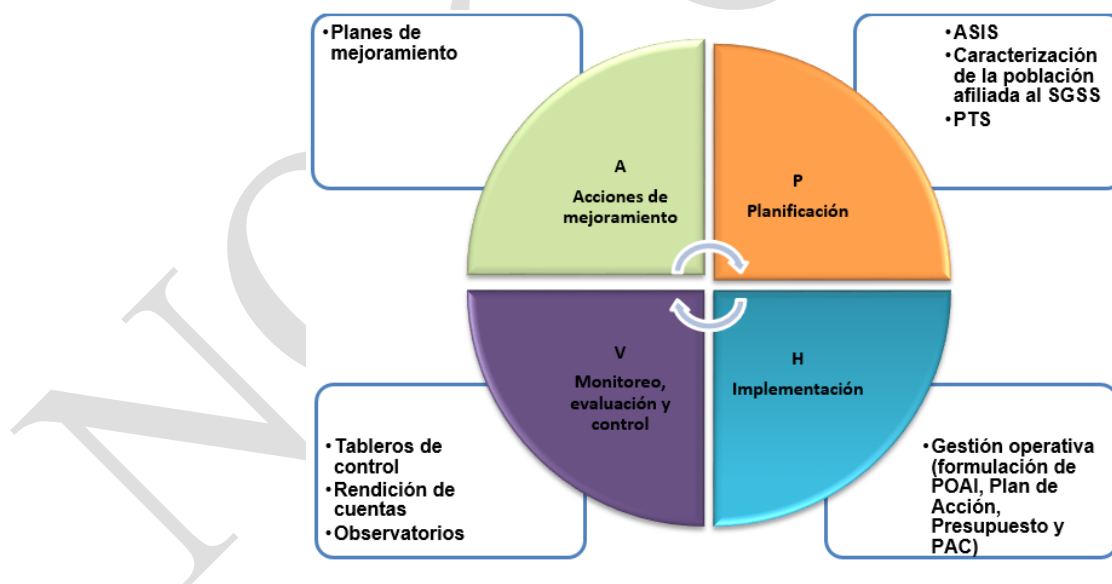 • Planes de
mejoramiento
• ASIS
• Caracterización
de la población
afiliada al SGSS
• PTS
A
Acciones de
mejoramiento
P
Planificación
V
Monitoreo,
evaluación y
control
H
Implementación
• Tableros de
control
• Rendición de
cuentas
• Observatorios
• Gestión operativa
(formulación de
POAI, Plan de
Acción,
Presupuesto y
PAC)